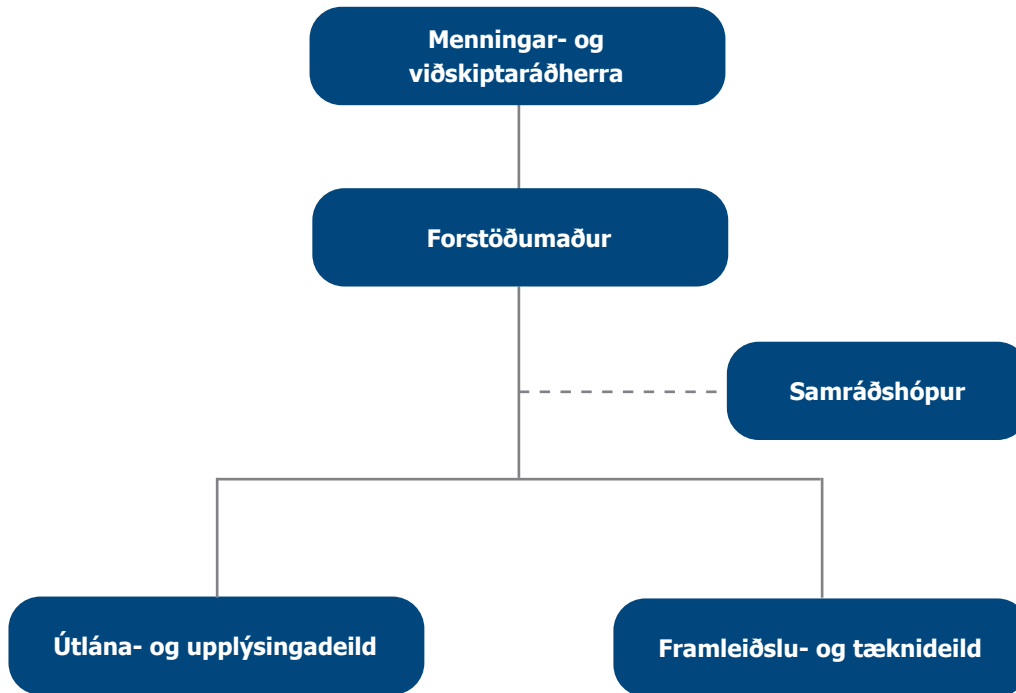 Menningar- og
viðskiptaráðherra
Forstöðumaður
Samráðshópur
Útlána- og upplýsingadeild
Framleiðslu- og tæknideild